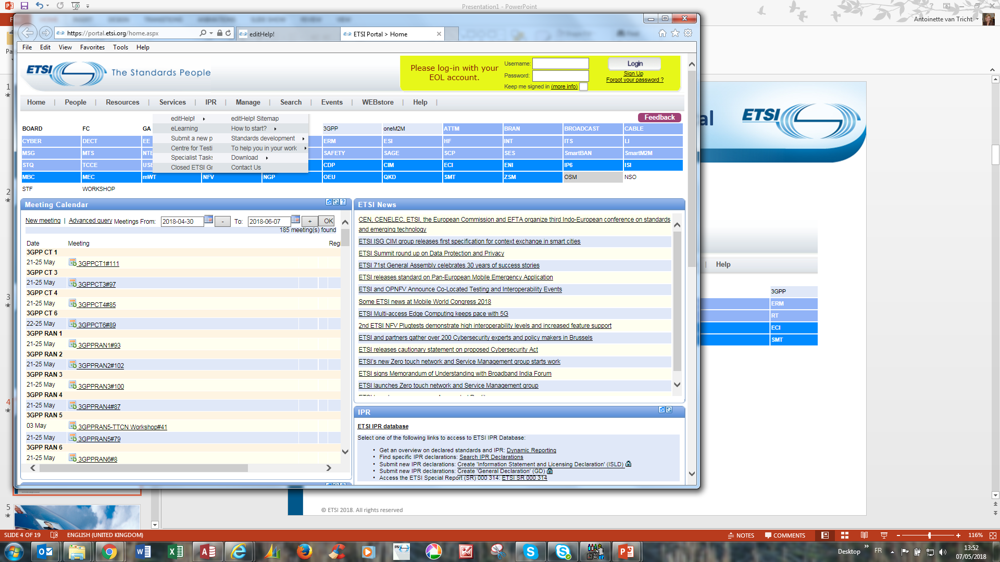 Presentation1 - PowerPoint
Antoinette van Tricht
https://portal.etsi.org/home.aspx
editHelp!
ETSI Portal > Home
File Edit View Favorites Tools Help
ETSI The Standards People
Please log-in with your EOL account.
Username:
Password:
Keep me signed in (more info)
Login
Sign Up
Forgot your password ?
Home | People | Resources | Services | IPR | Manage | Search | Events | WEBstore | Help |
Feedback
editHelp!
eLearning
Submit a new p
Centre for Testi
Specialist Tasks
Closed ETSI Gr
editHelp! Sitemap
How to start?
Standards development
To help you in your work
Download
Contact Us
BOARD FC GA 3GPP oneM2M ATTM BRAN BROADCAST CABLE
CYBER DECT EE ERM ESI HF INT ITS LI
MSG MTS NTE SAFETY SAGE SCP SES SmartBAN SmartM2M
STQ TCCE USE CDP CIM ECI ENI IP6 ISI
MBC MEC mWT NFV NGP OEU QKD SMT ZSM OSM NSO
STF WORKSHOP
Meeting Calendar
New meeting | Advanced query Meetings From: 2018-04-30 - To: 2018-06-07 + OK
185 meeting(s) found
Date Meeting Regi
3GPP CT 1
21-25 May 3GPPCT1#111
3GPP CT 3
21-25 May 3GPPCT3#97
3GPP CT 4
21-25 May 3GPPCT4#85
3GPP CT 6
22-25 May 3GPPCT6#89
3GPP RAN 1
21-25 May 3GPPRAN1#93
3GPP RAN 2
21-25 May 3GPPRAN2#102
3GPP RAN 3
21-25 May 3GPPRAN3#100
3GPP RAN 4
21-25 May 3GPPRAN4#87
3GPP RAN 5
03 May 3GPPRAN5-TTCN Workshop#41
21-25 May 3GPPRAN5#79
3GPP RAN 6
21-25 May 3GPPRAN6#8
ETSI News
CEN, CENELEC, ETSI, the European Commission and EFTA organize third Indo-European conference on standards
and emerging technology
ETSI ISG CIM group releases first specification for context exchange in smart cities
ETSI Summit round up on Data Protection and Privacy
ETSI 71st General Assembly celebrates 30 years of success stories
ETSI releases standard on Pan-European Mobile Emergency Application
ETSI and OPNFV Announce Co-Located Testing and Interoperability Events
Some ETSI news at Mobile World Congress 2018
ETSI Multi-access Edge Computing keeps pace with 5G
2nd ETSI NFV Plugtests demonstrate high interoperability levels and increased feature support
ETSI and partners gather over 200 Cybersecurity experts and policy makers in Brussels
ETSI releases cautionary statement on proposed Cybersecurity Act
ETSI's new Zero touch network and Service Management group starts work
ETSI signs Memorandum of Understanding with Broadband India Forum
ETSI launches Zero touch network and Service Management group
IPR
ETSI IPR database
Select one of the following links to access to ETSI IPR Database:
• Get an overview on declared standards and IPR: Dynamic Reporting
• Find specific IPR declarations: Search IPR Declarations
• Submit new IPR declarations: Create 'Information Statement and Licensing Declaration' (ISLD)
• Submit new IPR declarations: Create 'General Declaration' (GD)
• Access the ETSI Special Report (SR) 000 314: ETSI SR 000 314
al
ETSI
| Help
3GPP
ERM
RT
ECI
SMT
1
2
3
4
5
© ETSI 2018. All rights reserved
SLIDE 4 OF 19 ENGLISH (UNITED KINGDOM) NOTES COMMENTS 116%
Desktop FR 13:52
07/05/2018